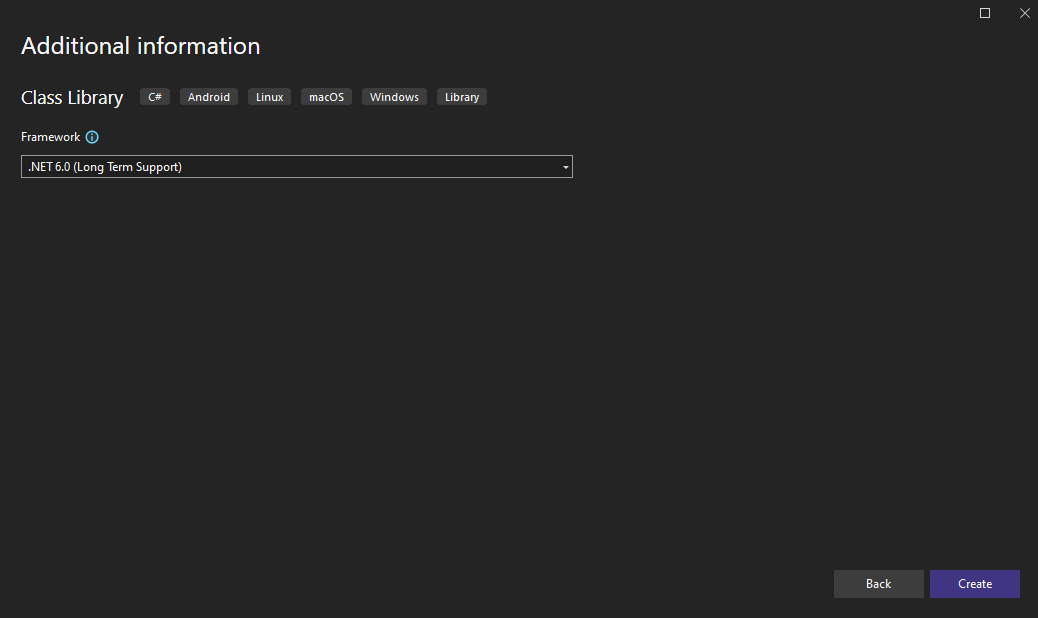 Additional information
Class Library C# Android Linux macOS Windows Library
Framework
.NET 6.0 (Long Term Support)
Back Create